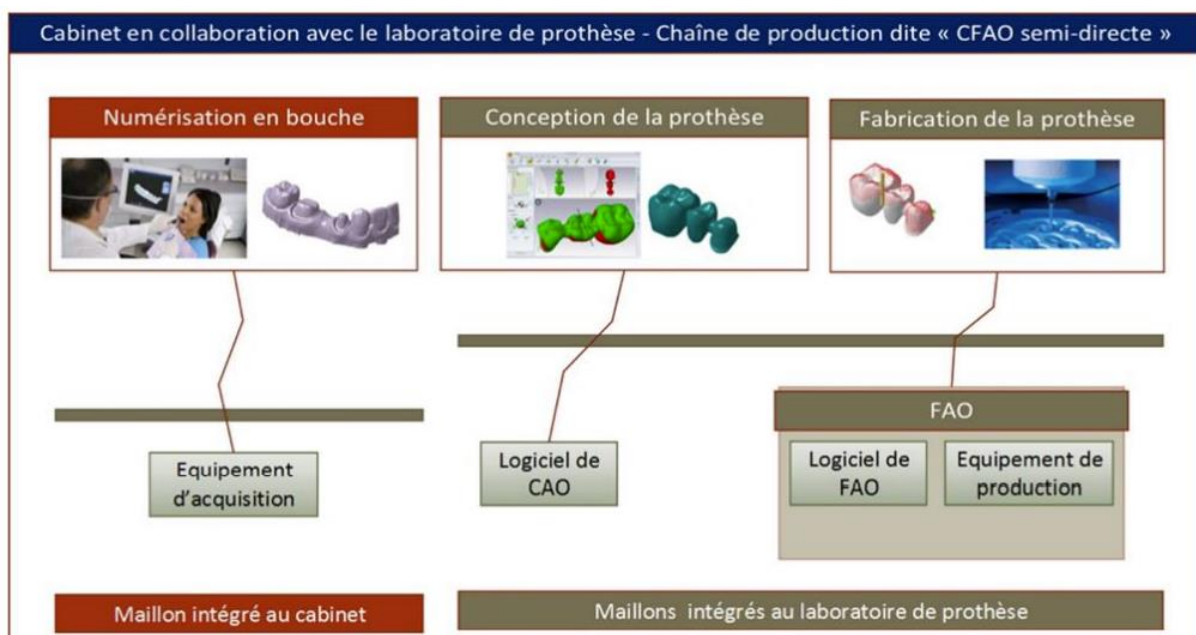 Cabinet en collaboration avec le laboratoire de prothèse - Chaîne de production dite « CFAO semi-directe »
Numérisation en bouche
Conception de la prothèse
Fabrication de la prothèse
FAO
Equipement
d'acquisition
Logiciel de
CAO
Logiciel de
FAO
Equipement de
production
Maillon intégré au cabinet
Maillons intégrés au laboratoire de prothèse